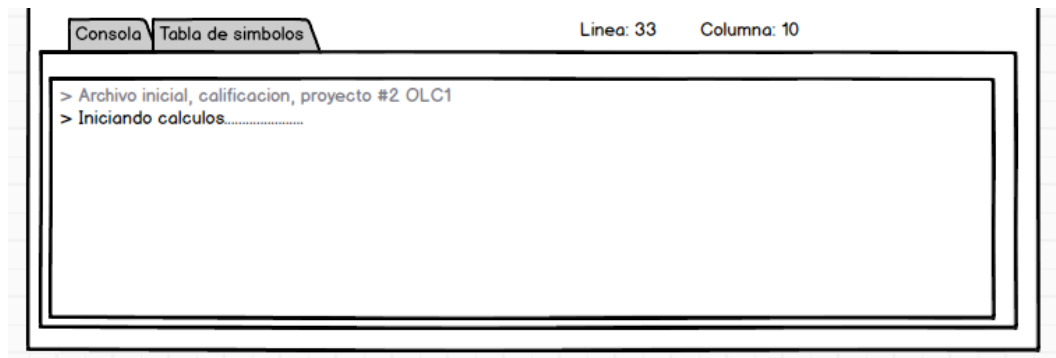 Consola Tabla de simbolos Linea: 33 Columna: 10
> Archivo inicial, calificacion, proyecto #2 OLC1
> Iniciando calculos......................